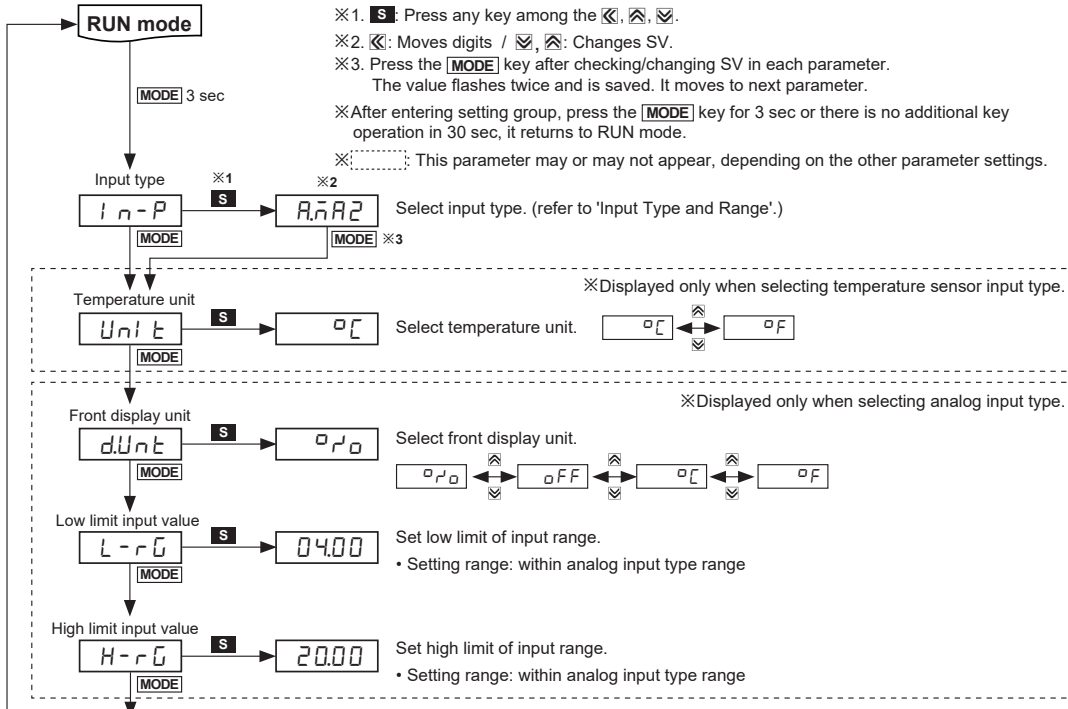 RUN mode
※1. S: Press any key among the «, ︽, ︾.
※2. «: Moves digits / ︾, ︽: Changes SV.
※3. Press the MODE key after checking/changing SV in each parameter.
The value flashes twice and is saved. It moves to next parameter.
MODE 3 sec
※After entering setting group, press the MODE key for 3 sec or there is no additional key
operation in 30 sec, it returns to RUN mode.
※ : This parameter may or may not appear, depending on the other parameter settings.
Input type ※1 ※2
In-P S A.mA2 Select input type. (refer to 'Input Type and Range'.)
MODE MODE ※3
※Displayed only when selecting temperature sensor input type.
Temperature unit
UnIt S °C Select temperature unit. °C °F
MODE
※Displayed only when selecting analog input type.
Front display unit
d.Unt S °/o Select front display unit.
MODE °/o oFF °C °F
Low limit input value
L-rG S 04.00 Set low limit of input range.
MODE • Setting range: within analog input type range
High limit input value
H-rG S 20.00 Set high limit of input range.
MODE • Setting range: within analog input type range